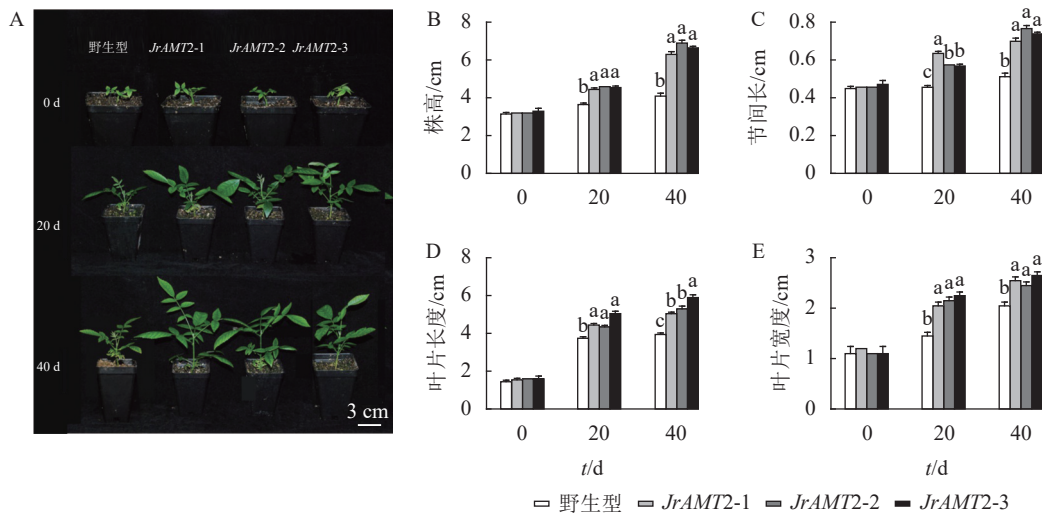 A
野生型 JrAMT2-1 JrAMT2-2 JrAMT2-3
0 d
20 d
40 d
3 cm
B
株高/cm
8
6
4
2
0
b a a a
b a a a
0 20 40
C
节间长/cm
0.8
0.6
0.4
0.2
0
c a b b
b a a a
0 20 40
D
叶片长度/cm
8
6
4
2
0
b a a a
c b b a
0 20 40
t/d
E
叶片宽度/cm
3
2
1
0
b a a a
b a a a
0 20 40
t/d
野生型 JrAMT2-1 JrAMT2-2 JrAMT2-3